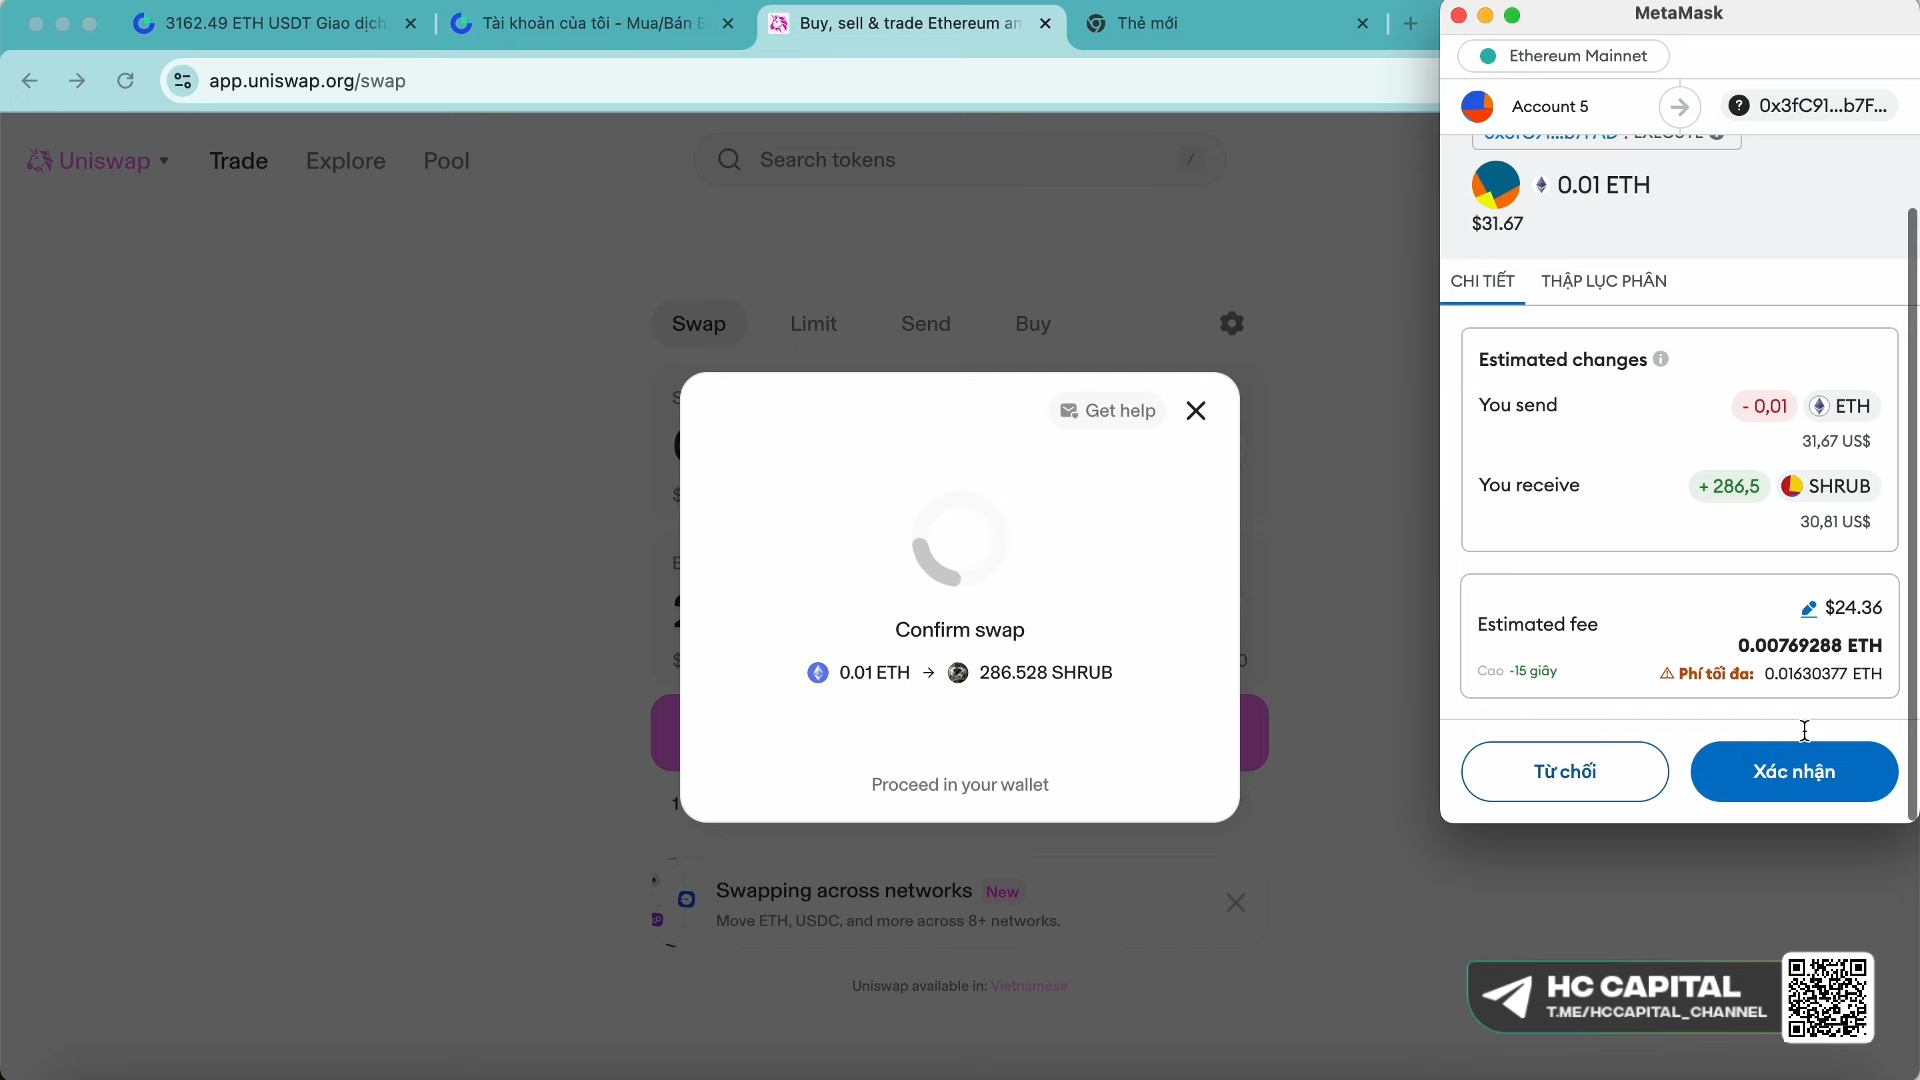 3162.49 ETH USDT Giao dịch
Tài khoản của tôi - Mua/Bán
Buy, sell & trade Ethereum an
Thẻ mới
MetaMask
app.uniswap.org/swap
Ethereum Mainnet
Account 5
0x3fC91...b7F...
Uniswap
Trade
Explore
Pool
Search tokens
/
0.01 ETH
$31.67
CHI TIẾT
THẬP LỤC PHÂN
Swap
Limit
Send
Buy
Estimated changes
You send
- 0,01
ETH
31,67 US$
You receive
+ 286,5
SHRUB
30,81 US$
Get help
Confirm swap
0.01 ETH → 286.528 SHRUB
Proceed in your wallet
Estimated fee
$24.36
0.00769288 ETH
Cao ~15 giây
Phí tối đa: 0.01630377 ETH
Từ chối
Xác nhận
Swapping across networks New
Move ETH, USDC, and more across 8+ networks.
Uniswap available in: Vietnamese
HC CAPITAL
T.ME/HCCAPITAL_CHANNEL